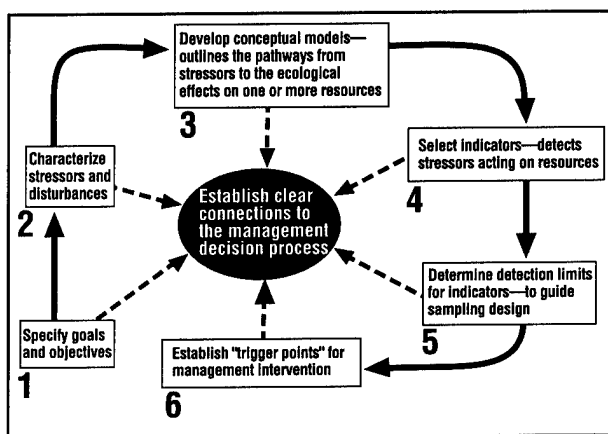 Develop conceptual models—
outlines the pathways from
stressors to the ecological
effects on one or more resources
3
Characterize
stressors and
disturbances
2
Select indicators—detects
stressors acting on resources
4
Establish clear
connections to
the management
decision process
Determine detection limits
for indicators—to guide
sampling design
5
Specify goals
and objectives
1
Establish "trigger points" for
management intervention
6